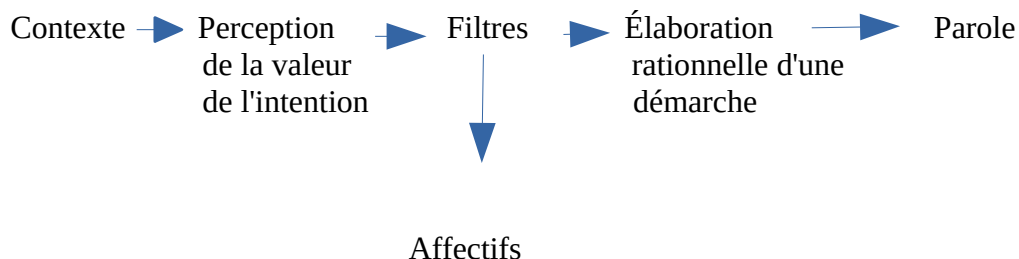 Contexte
Perception
de la valeur
de l'intention
Filtres
Élaboration
rationnelle d'une
démarche
Parole
Affectifs